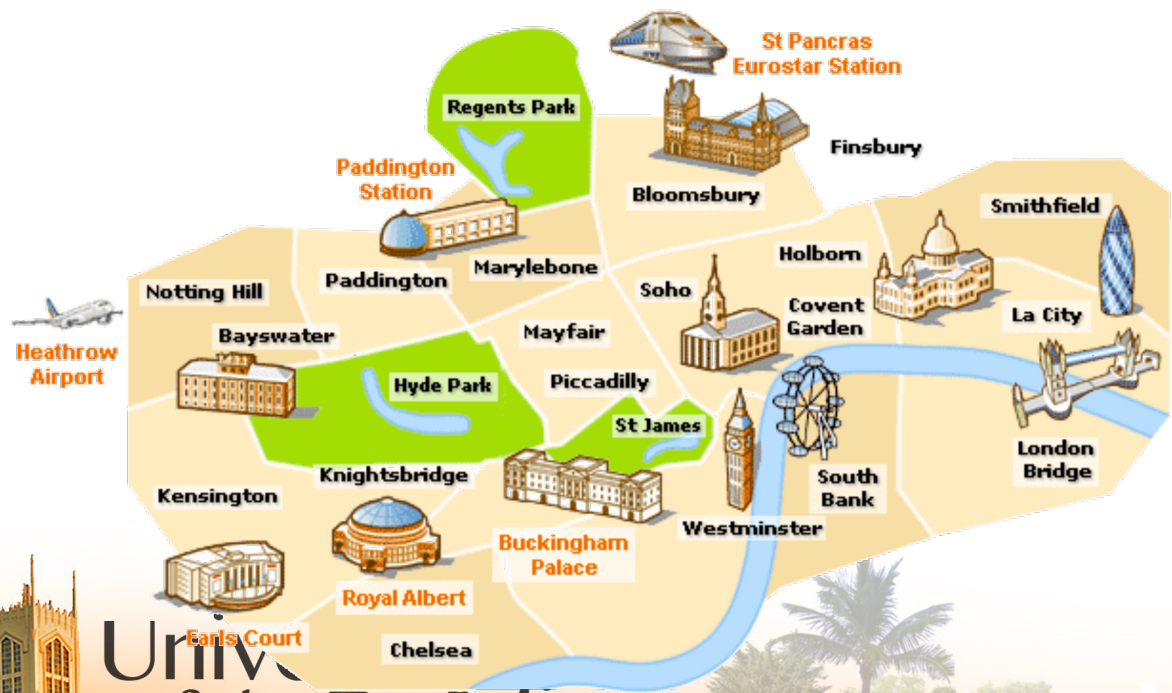 St Pancras
Eurostar Station
Regents Park
Finsbury
Paddington
Station
Bloomsbury
Smithfield
Holborn
Marylebone
Paddington
Notting Hill
Soho
Covent
Garden
La City
Bayswater
Mayfair
Heathrow
Airport
Hyde Park
Piccadilly
St James
London
Bridge
Knightsbridge
South
Bank
Kensington
Westminster
Buckingham
Palace
Royal Albert
Earls Court
Chelsea